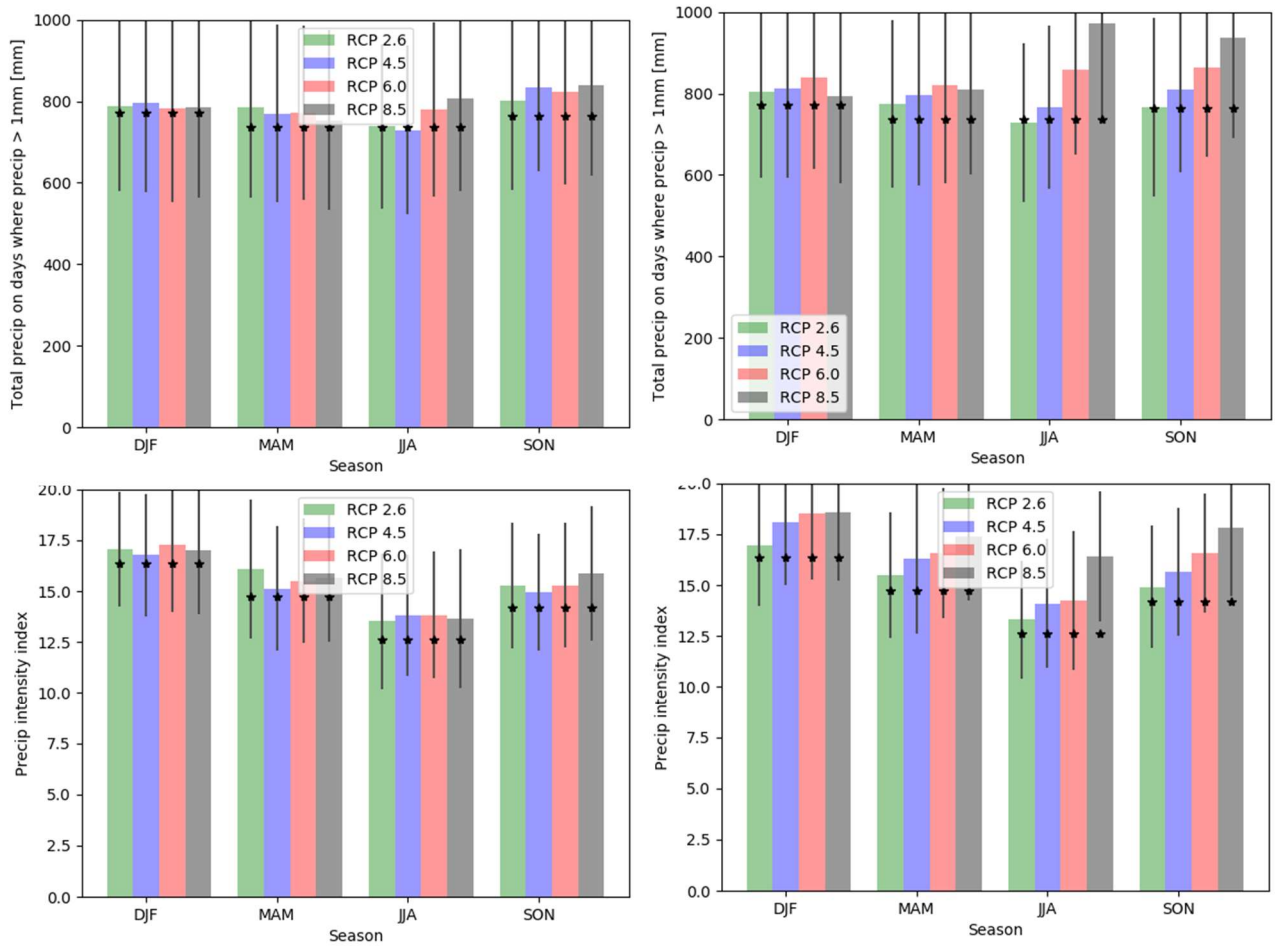 Total precip on days where precip > 1mm [mm]
1000
800
600
400
200
0
RCP 2.6
RCP 4.5
RCP 6.0
RCP 8.5
DJF MAM JJA SON
Season
Total precip on days where precip > 1mm [mm]
1000
800
600
400
200
0
RCP 2.6
RCP 4.5
RCP 6.0
RCP 8.5
DJF MAM JJA SON
Season
Precip intensity index
20.0
17.5
15.0
12.5
10.0
7.5
5.0
2.5
0.0
RCP 2.6
RCP 4.5
RCP 6.0
RCP 8.5
DJF MAM JJA SON
Season
Precip intensity index
20.0
17.5
15.0
12.5
10.0
7.5
5.0
2.5
0.0
RCP 2.6
RCP 4.5
RCP 6.0
RCP 8.5
DJF MAM JJA SON
Season